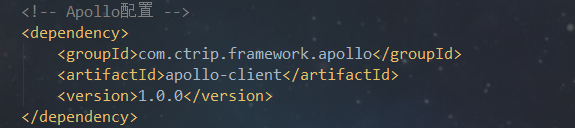 <!-- Apollo配置 -->
<dependency>
    <groupId>com.ctrip.framework.apollo</groupId>
    <artifactId>apollo-client</artifactId>
    <version>1.0.0</version>
</dependency>